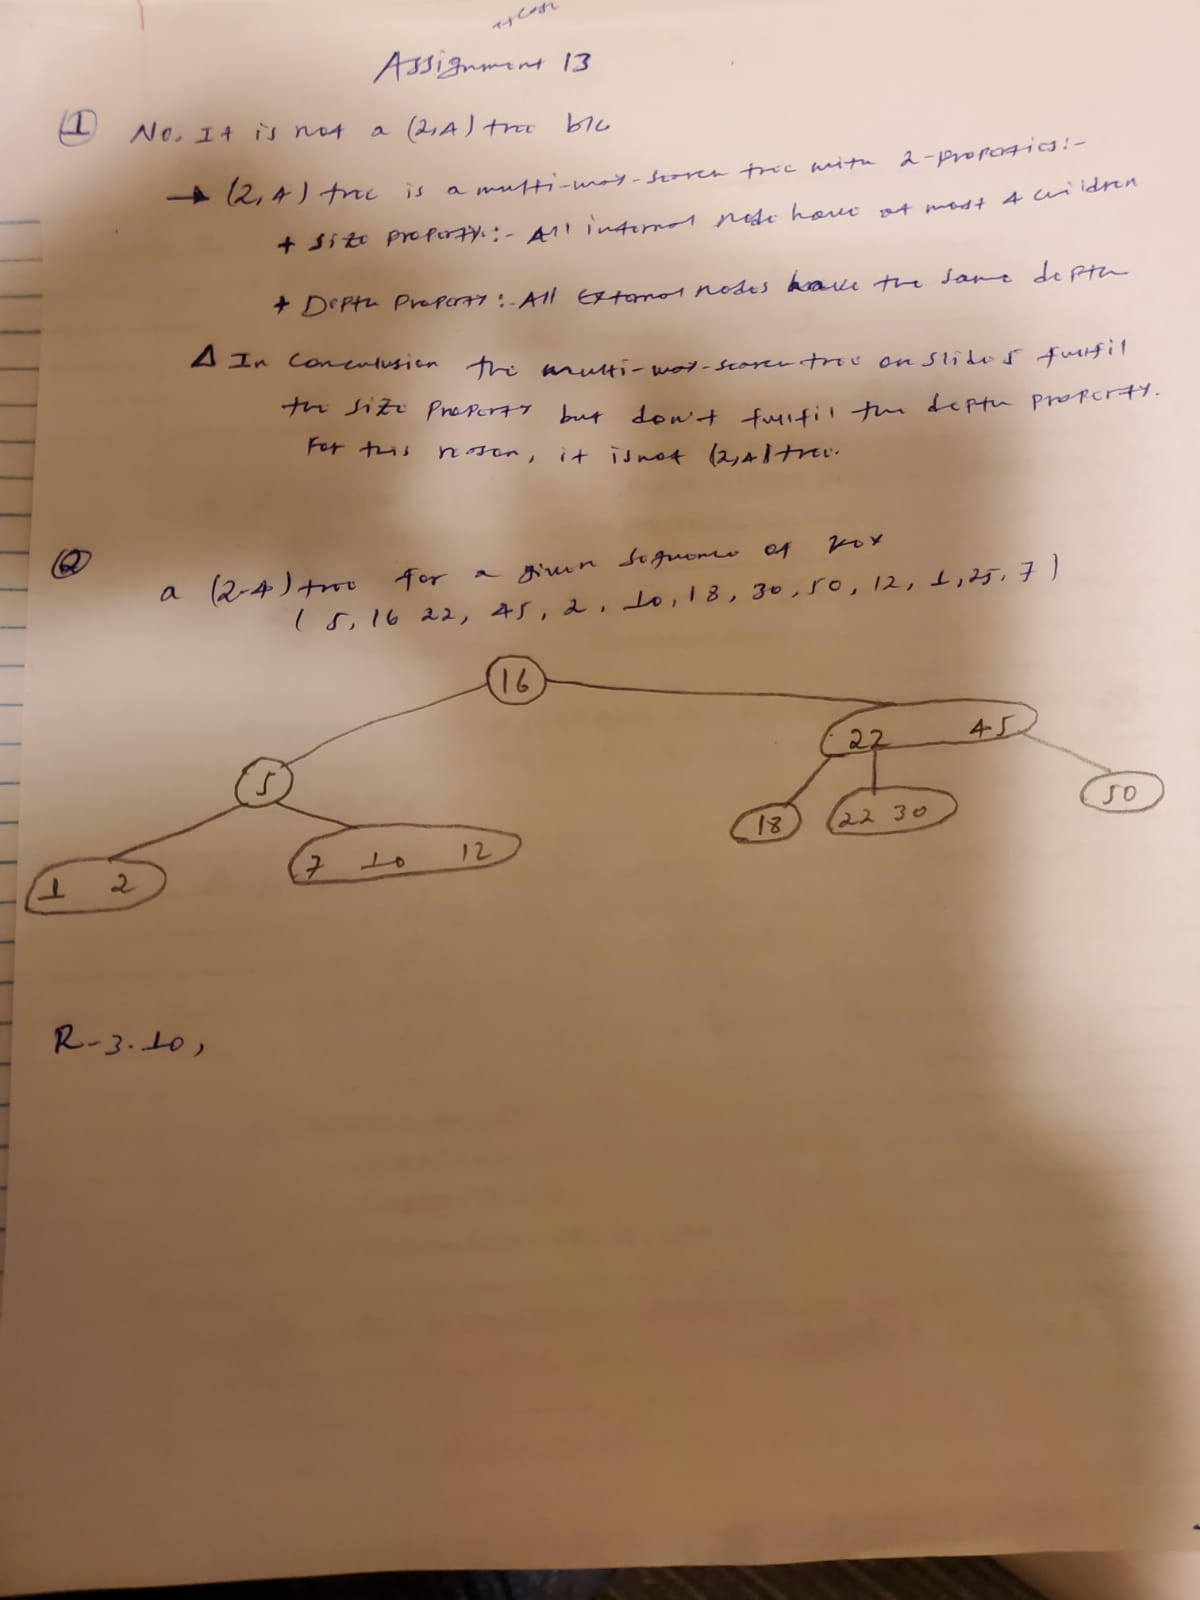 Assignment 13
1 No. It is not a (2,4) tree b/c
→ (2,4) tree is a multi-way-search tree with 2-properties:-
+ Size property:- All internal node have at most 4 children
+ Depth Property:- All External nodes have the same depth
Δ In the multi-way-search tree on slide 5 fulfil
the size Property but don't fulfil the depth property.
For this reason, it is not (2,4) tree.
2
a (2-4) tree for a given sequence of
( 5, 16 22, 45, 2, 10, 18, 30, 50, 12, 1, 25, 7 )
16
22 45
5
50
18 22 30
7 10 12
1 2
R-3.10,